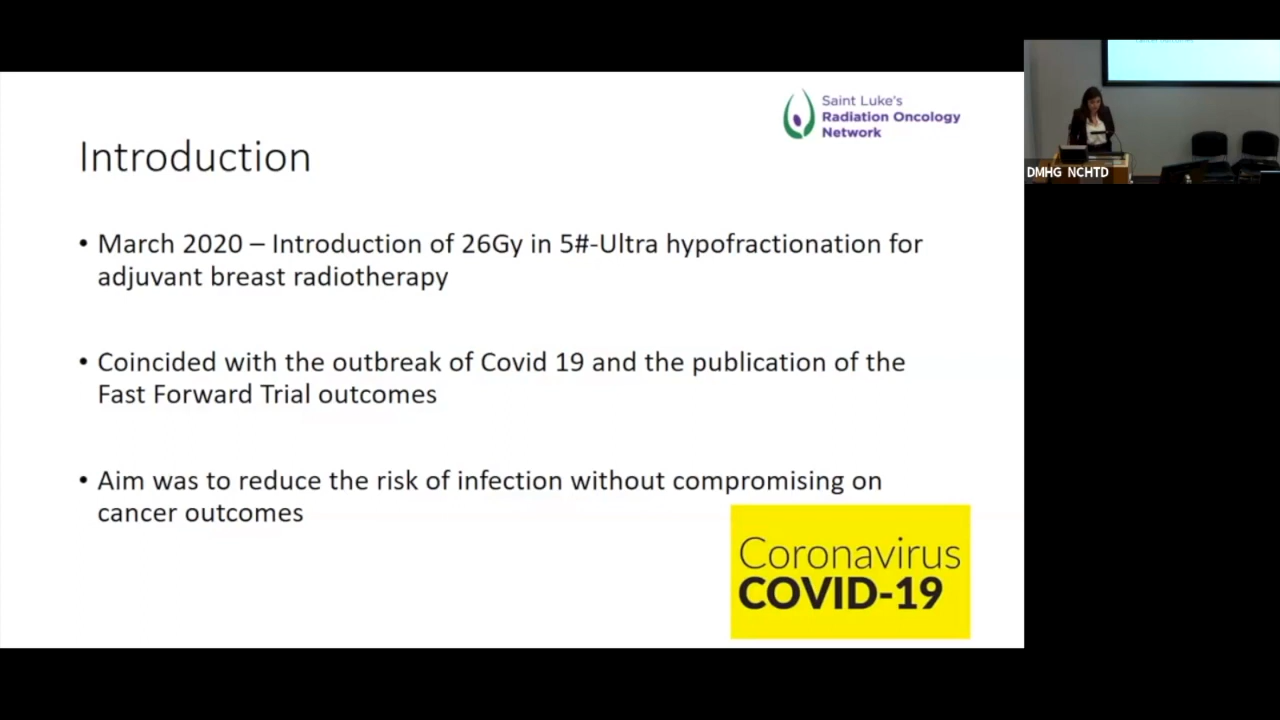 Saint Luke's
Radiation Oncology
Network
Introduction
• March 2020 – Introduction of 26Gy in 5#-Ultra hypofractionation for
adjuvant breast radiotherapy
• Coincided with the outbreak of Covid 19 and the publication of the
Fast Forward Trial outcomes
• Aim was to reduce the risk of infection without compromising on
cancer outcomes
Coronavirus
COVID-19
DMHG NCHTD